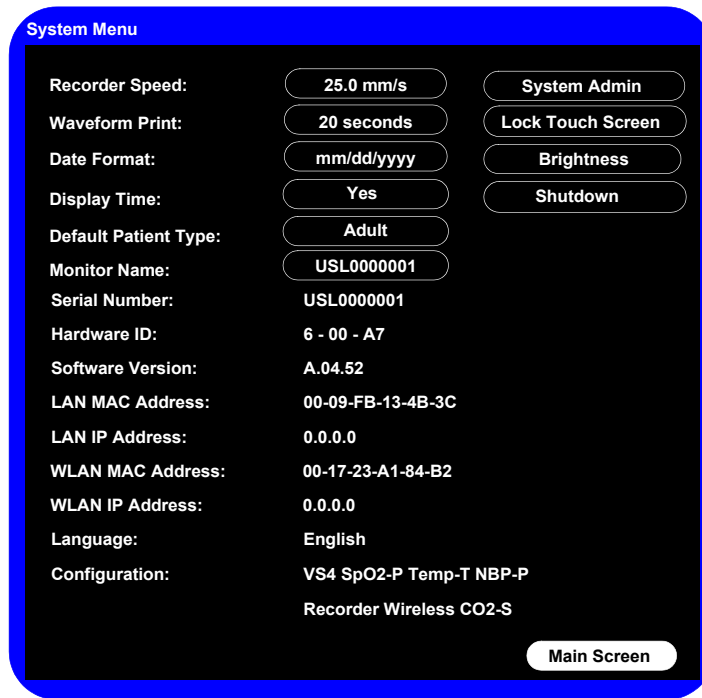 System Menu
Recorder Speed: 25.0 mm/s System Admin
Waveform Print: 20 seconds Lock Touch Screen
Date Format: mm/dd/yyyy Brightness
Display Time: Yes Shutdown
Default Patient Type: Adult
Monitor Name: USL0000001
Serial Number: USL0000001
Hardware ID: 6 - 00 - A7
Software Version: A.04.52
LAN MAC Address: 00-09-FB-13-4B-3C
LAN IP Address: 0.0.0.0
WLAN MAC Address: 00-17-23-A1-84-B2
WLAN IP Address: 0.0.0.0
Language: English
Configuration: VS4 SpO2-P Temp-T NBP-P
Recorder Wireless CO2-S
Main Screen